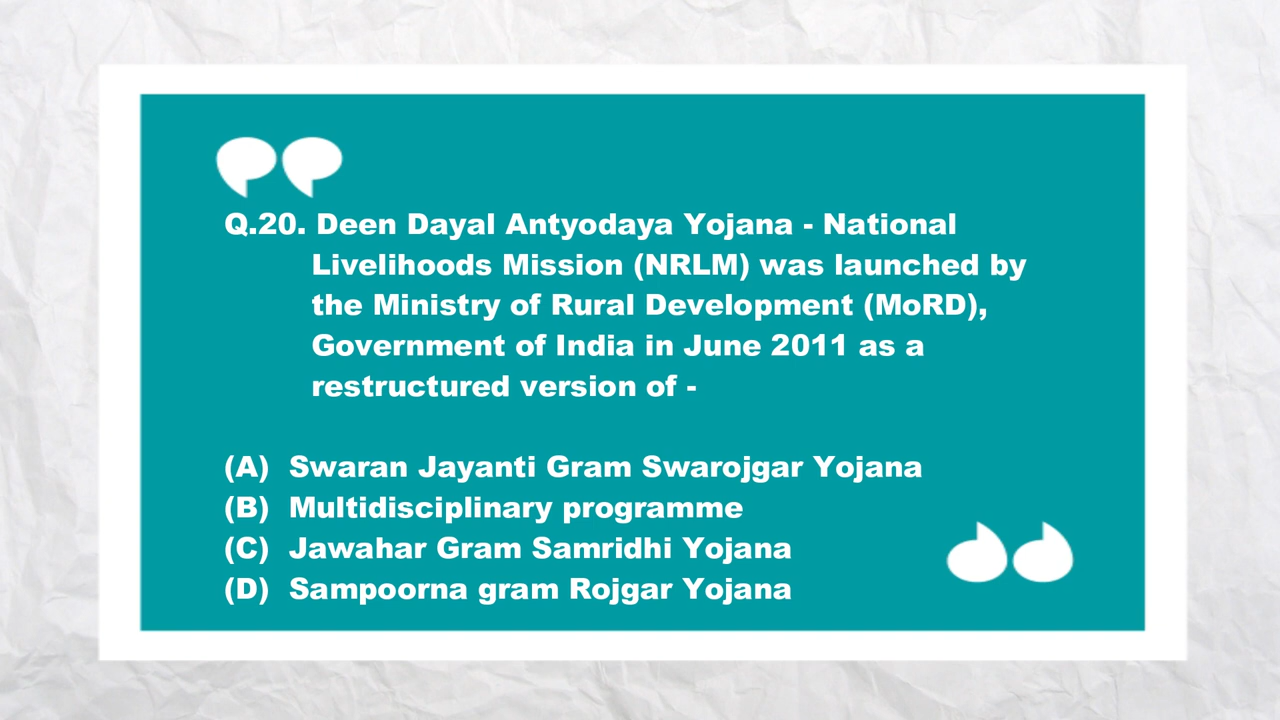 Q.20. Deen Dayal Antyodaya Yojana - National
Livelihoods Mission (NRLM) was launched by
the Ministry of Rural Development (MoRD),
Government of India in June 2011 as a
restructured version of -
(A) Swaran Jayanti Gram Swarojgar Yojana
(B) Multidisciplinary programme
(C) Jawahar Gram Samridhi Yojana
(D) Sampoorna gram Rojgar Yojana